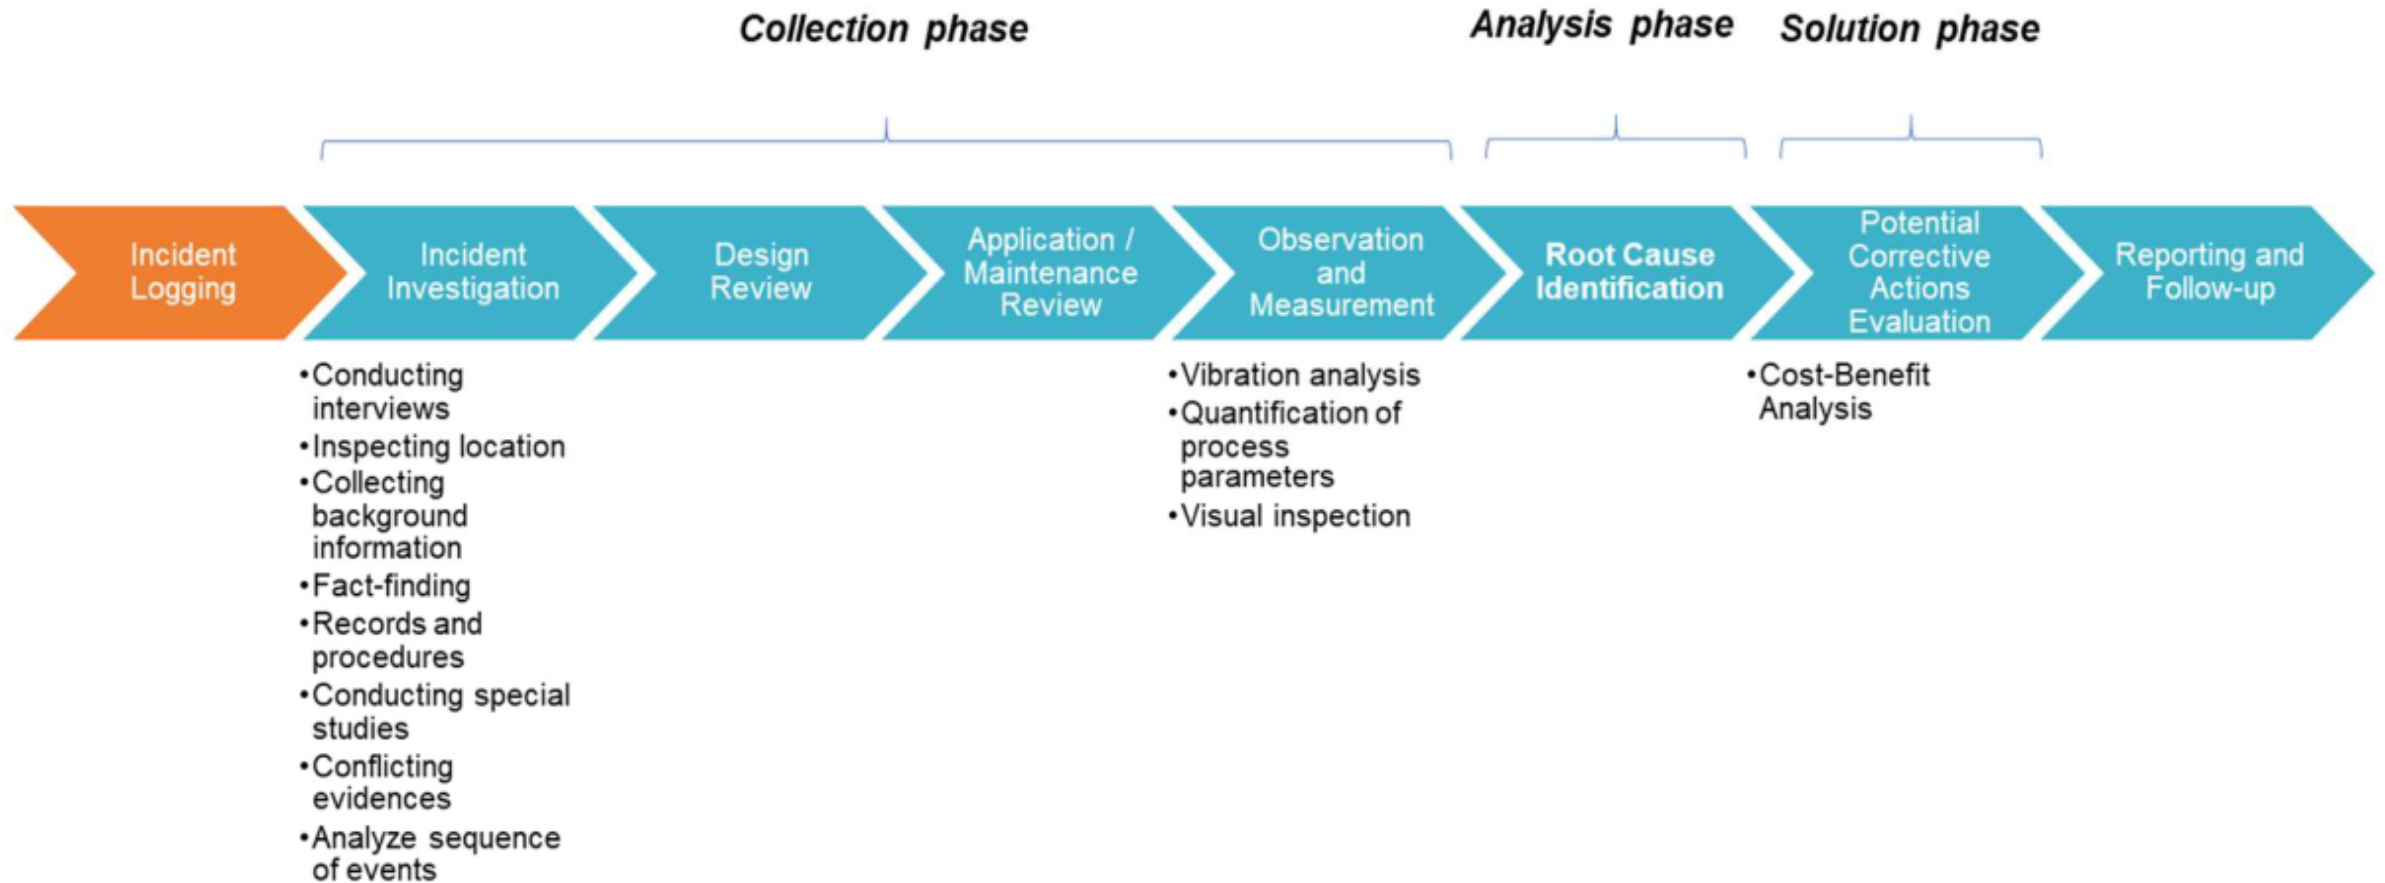 Collection phase
Analysis phase
Solution phase
Incident
Logging
Incident
Investigation
Design
Review
Application /
Maintenance
Review
Observation
and
Measurement
Root Cause
Identification
Potential
Corrective
Actions
Evaluation
Reporting and
Follow-up
•Conducting
interviews
•Inspecting location
•Collecting
background
information
•Fact-finding
•Records and
procedures
•Conducting special
studies
•Conflicting
evidences
•Analyze sequence
of events
•Vibration analysis
•Quantification of
process
parameters
•Visual inspection
•Cost-Benefit
Analysis